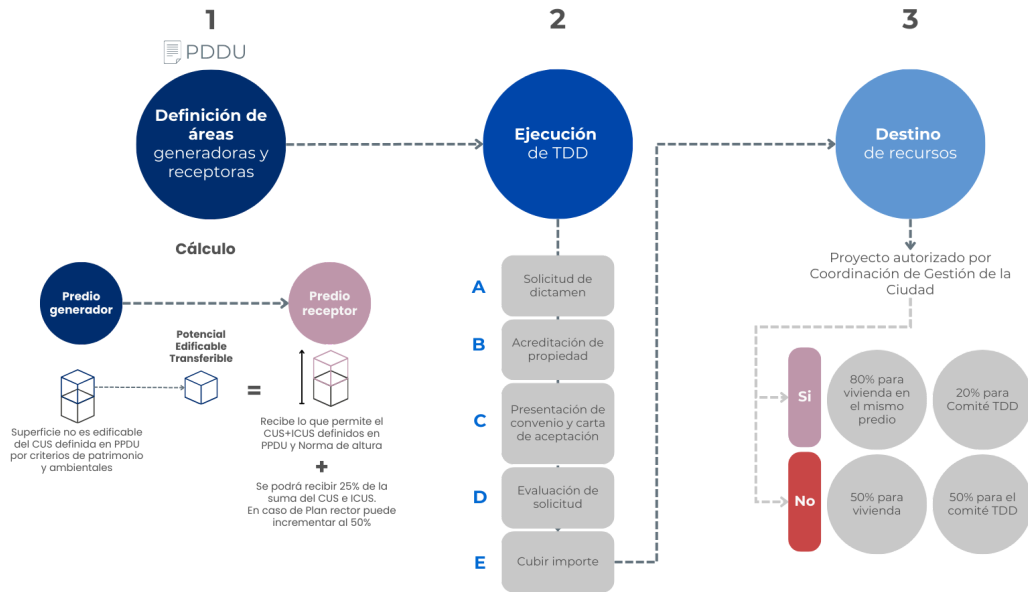 1
PDDU
Definición de
áreas
generadoras y
receptoras
Cálculo
Predio
generador
Predio
receptor
Potencial
Edificable
Transferible
=
Superficie no es edificable
del CUS definida en PPDU
por criterios de patrimonio
y ambientales
Recibe lo que permite el
CUS+ICUS definidos en
PPDU y Norma de altura
+
Se podrá recibir 25% de la
suma del CUS e ICUS.
En caso de Plan rector puede
incrementar al 50%
2
Ejecución
de TDD
A
Solicitud de
dictamen
B
Acreditación de
propiedad
C
Presentación de
convenio y carta
de aceptación
D
Evaluación de
solicitud
E
Cubir importe
3
Destino
de recursos
Proyecto autorizado por
Coordinación de Gestión de la
Ciudad
Si
80% para
vivienda en
el mismo
predio
20% para
Comité TDD
No
50% para
vivienda
50% para el
comité TDD